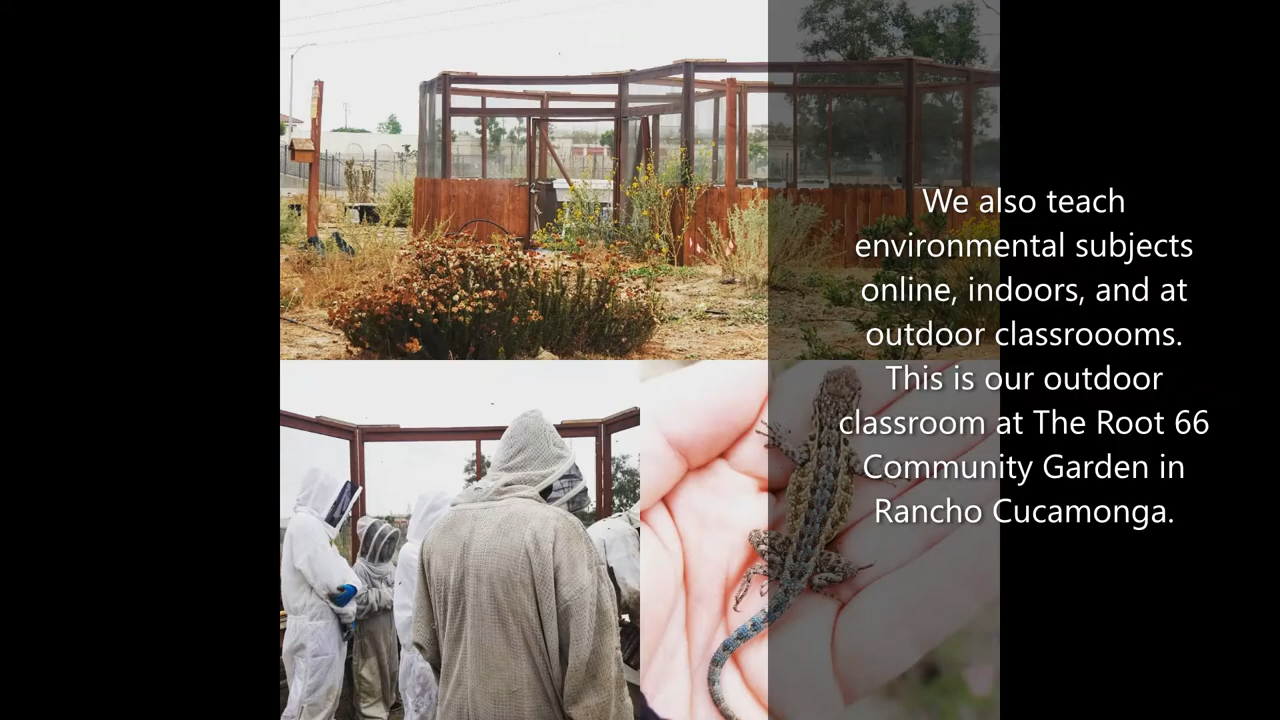 We also teach
environmental subjects
online, indoors, and at
outdoor classroooms.
This is our outdoor
classroom at The Root 66
Community Garden in
Rancho Cucamonga.